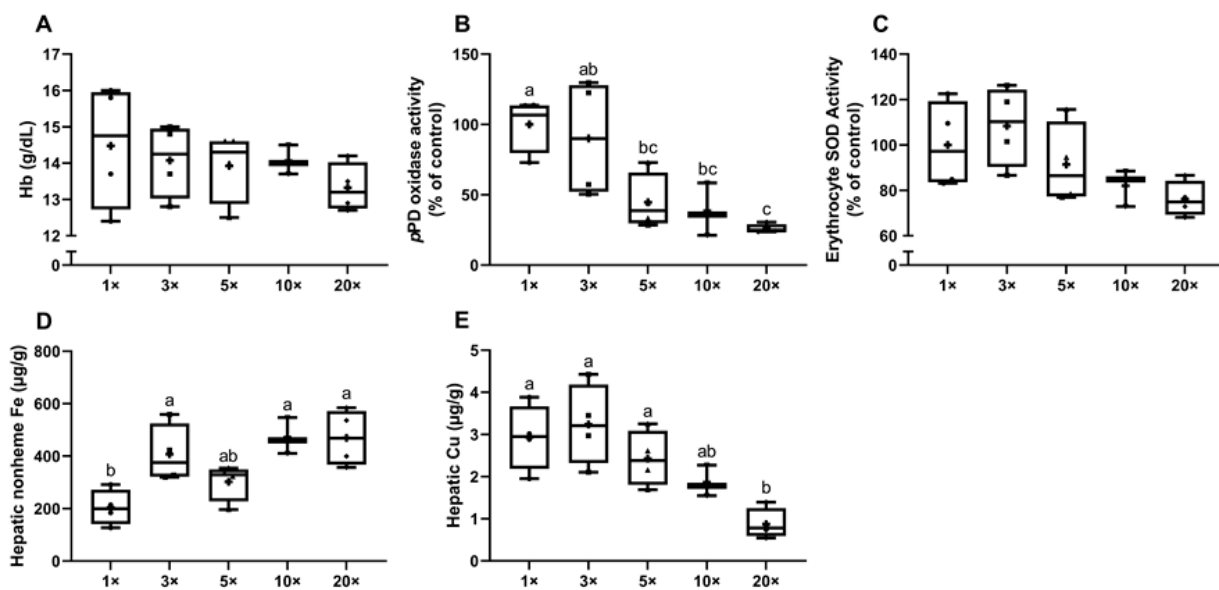 A
Hb (g/dL)
17
16
15
14
13
12
0
1× 3× 5× 10× 20×
B
pPD oxidase activity
(% of control)
150
100
50
0
a ab bc bc c
1× 3× 5× 10× 20×
C
Erythrocyte SOD Activity
(% of control)
140
120
100
80
60
0
1× 3× 5× 10× 20×
D
Hepatic nonheme Fe (µg/g)
800
600
400
200
0
b a ab a a
1× 3× 5× 10× 20×
E
Hepatic Cu (µg/g)
5
4
3
2
1
0
a a a ab b
1× 3× 5× 10× 20×